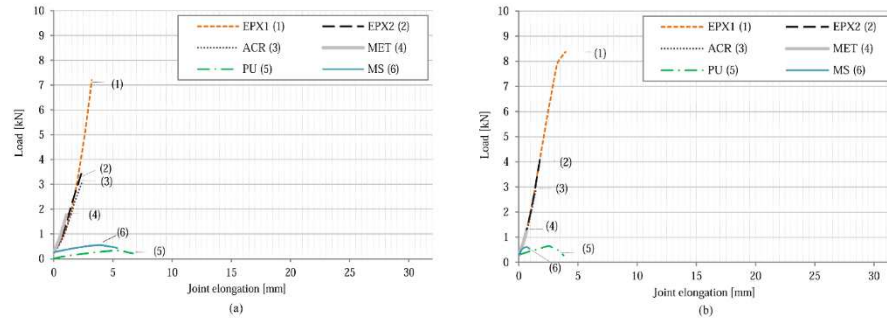 EPX1 (1)
EPX2 (2)
ACR (3)
MET (4)
PU (5)
MS (6)
10
9
8
7
6
5
4
3
2
1
0
Load [kN]
(1)
(2)
(3)
(4)
(6)
(5)
0
5
10
15
20
25
30
Joint elongation [mm]
(a)
EPX1 (1)
EPX2 (2)
ACR (3)
MET (4)
PU (5)
MS (6)
10
9
8
7
6
5
4
3
2
1
0
Load [kN]
(1)
(2)
(3)
(4)
(5)
(6)
0
5
10
15
20
25
30
Joint elongation [mm]
(b)